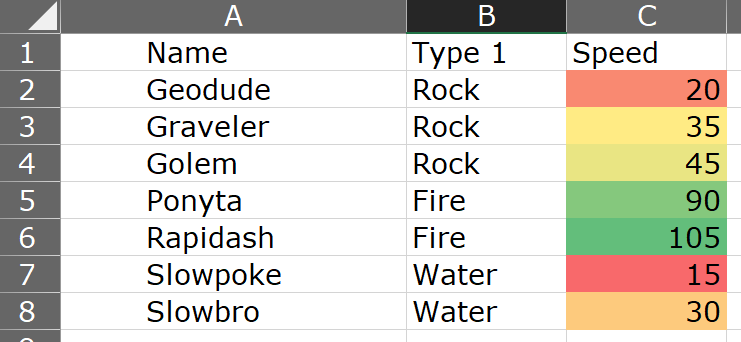 A B C
1 Name Type 1 Speed
2 Geodude Rock 20
3 Graveler Rock 35
4 Golem Rock 45
5 Ponyta Fire 90
6 Rapidash Fire 105
7 Slowpoke Water 15
8 Slowbro Water 30